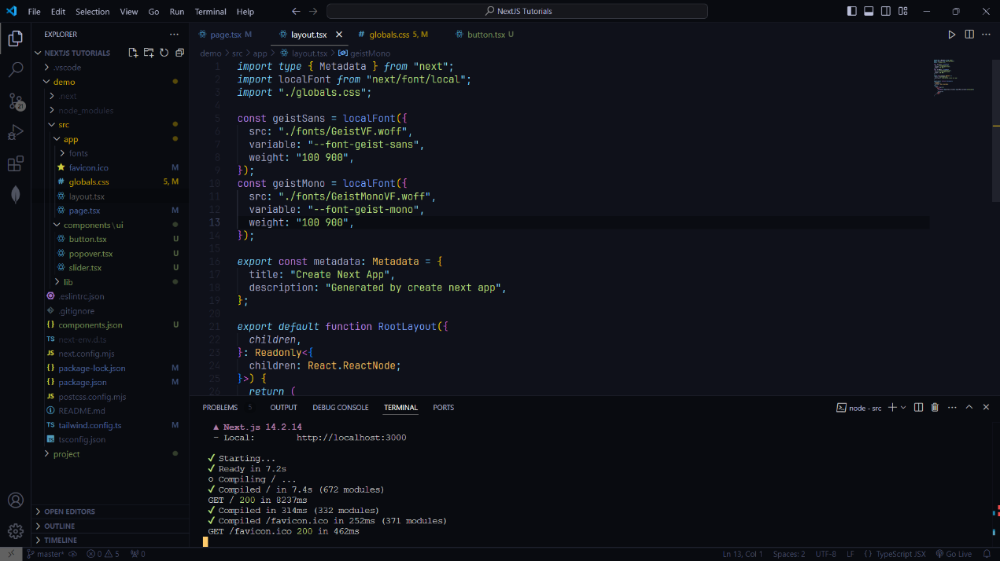 File Edit Selection View Go Run Terminal Help
NextJS Tutorials
EXPLORER
NEXTJS TUTORIALS
.vscode
demo
.next
node_modules
src
app
fonts
favicon.ico M
globals.css 5, M
layout.tsx
page.tsx M
components\ui
button.tsx U
popover.tsx U
slider.tsx U
lib
.eslintrc.json
.gitignore
{} components.json U
TS next-env.d.ts
JS next.config.mjs
{} package-lock.json M
{} package.json M
JS postcss.config.mjs
README.md
TS tailwind.config.ts M
tsconfig.json
project
OPEN EDITORS
OUTLINE
TIMELINE
21
page.tsx M layout.tsx # globals.css 5, M button.tsx U
demo > src > app > layout.tsx > geistMono
1 import type { Metadata } from "next";
2 import localFont from "next/font/local";
3 import "./globals.css";
4
5 const geistSans = localFont({
6 src: "./fonts/GeistVF.woff",
7 variable: "--font-geist-sans",
8 weight: "100 900",
9 });
10 const geistMono = localFont({
11 src: "./fonts/GeistMonoVF.woff",
12 variable: "--font-geist-mono",
13 weight: "100 900",
14 });
15
16 export const metadata: Metadata = {
17 title: "Create Next App",
18 description: "Generated by create next app",
19 };
20
21 export default function RootLayout({
22 children,
23 }: Readonly<{
24 children: React.ReactNode;
25 }>) {
26 return (
PROBLEMS 5 OUTPUT DEBUG CONSOLE TERMINAL PORTS
node - src
▲ Next.js 14.2.14
- Local: http://localhost:3000
✓ Starting...
✓ Ready in 7.2s
○ Compiling / ...
✓ Compiled / in 7.4s (672 modules)
GET / 200 in 8237ms
✓ Compiled in 314ms (332 modules)
✓ Compiled /favicon.ico in 252ms (371 modules)
GET /favicon.ico 200 in 462ms
master* 0 5 0
Ln 13, Col 1 Spaces: 2 UTF-8 LF {} TypeScript JSX Go Live